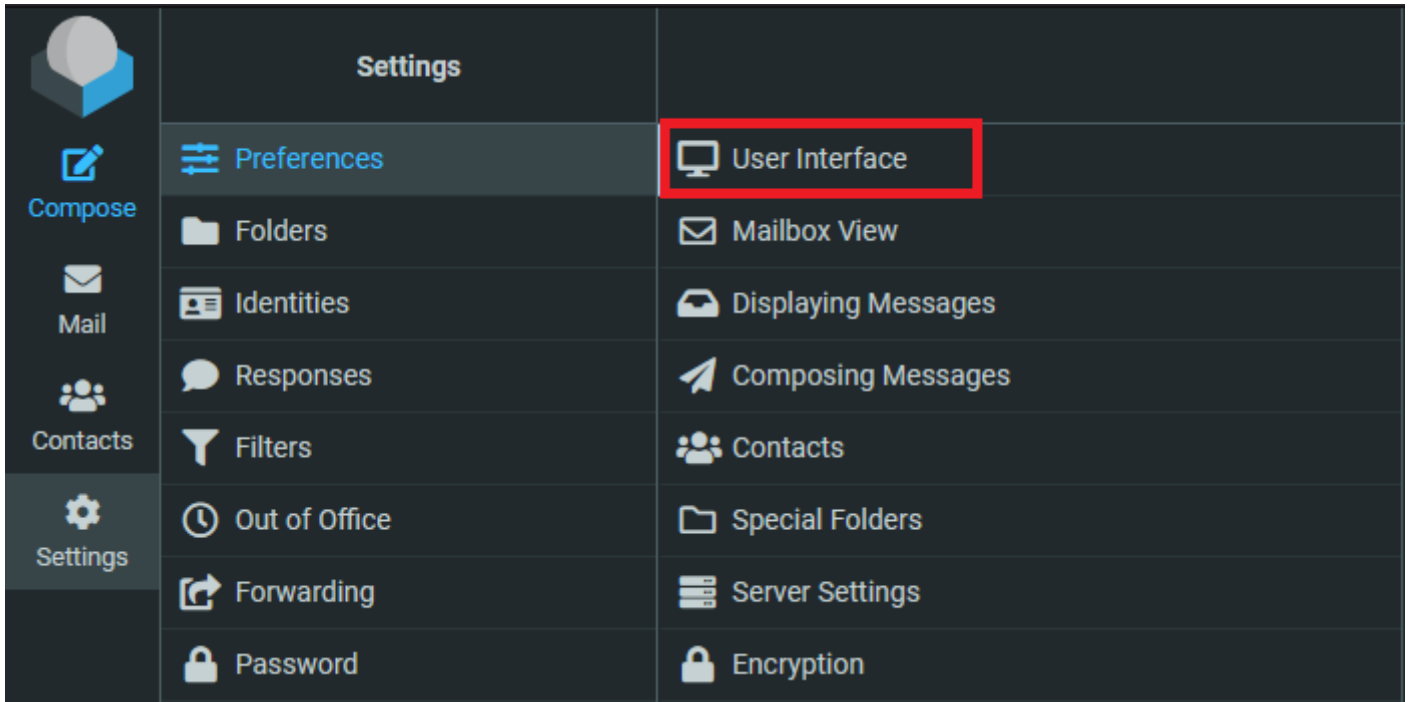 Settings
Compose
Mail
Contacts
Settings
Preferences
Folders
Identities
Responses
Filters
Out of Office
Forwarding
Password
User Interface
Mailbox View
Displaying Messages
Composing Messages
Contacts
Special Folders
Server Settings
Encryption